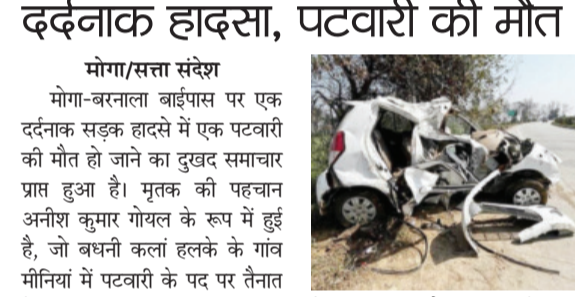 दर्दनाक हादसा, पटवारी की मौत
मोगा/सत्ता संदेश
मोगा-बरनाला बाईपास पर एक
दर्दनाक सड़क हादसे में एक पटवारी
की मौत हो जाने का दुखद समाचार
प्राप्त हुआ है। मृतक की पहचान
अनीश कुमार गोयल के रूप में हुई
है, जो बधनी कलां हलके के गांव
मीनियां में पटवारी के पद पर तैनात